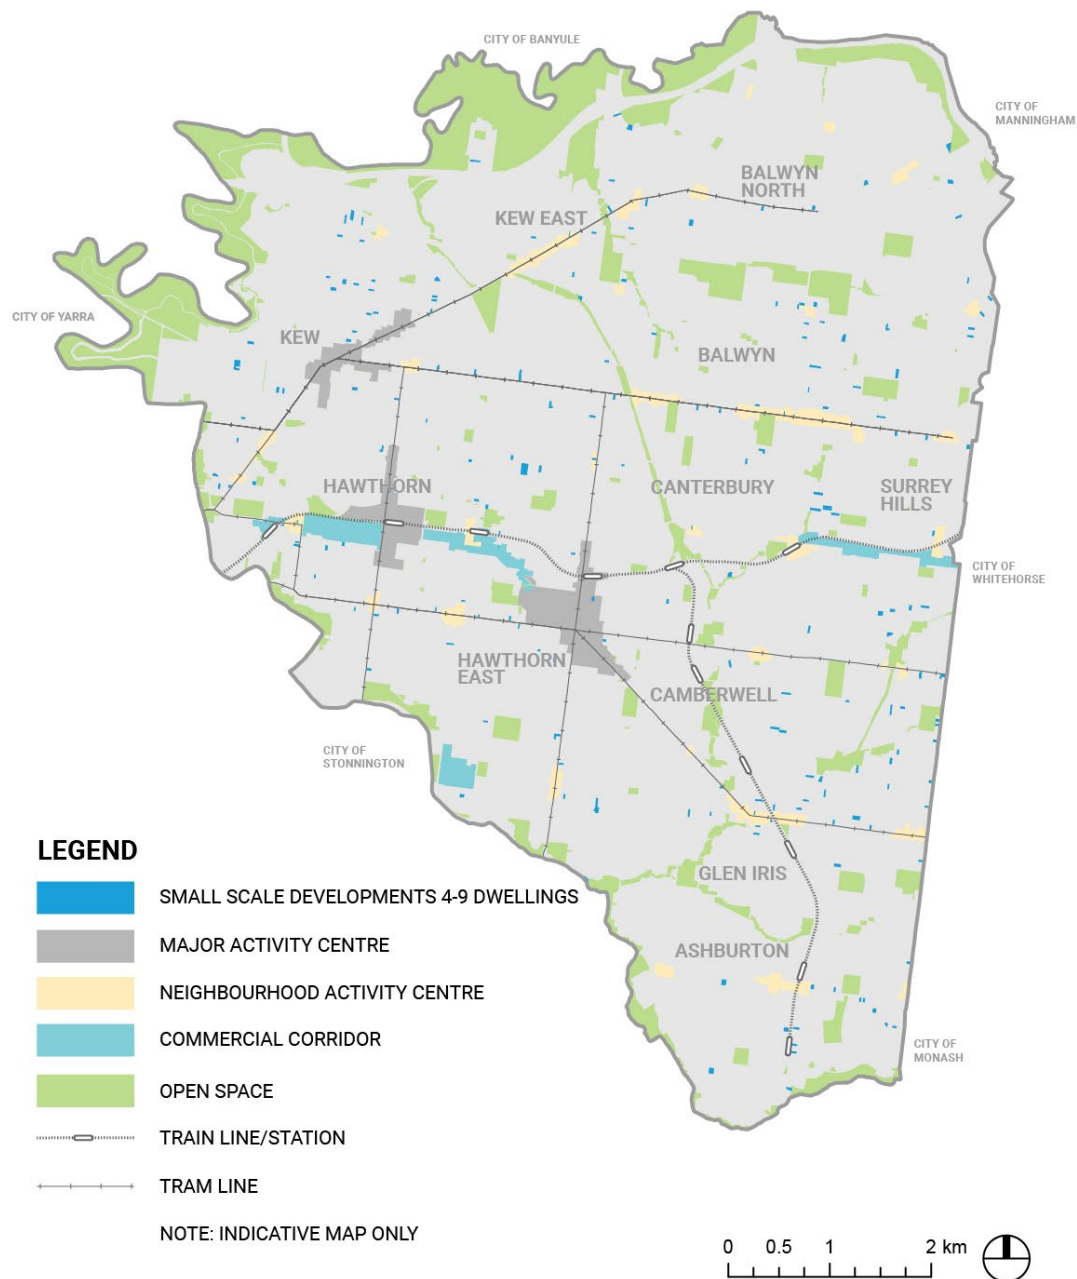 CITY OF BANYULE
CITY OF
MANNINGHAM
BALWYN
NORTH
KEW EAST
CITY OF YARRA
KEW
BALWYN
HAWTHORN
CANTERBURY
SURREY
HILLS
CITY OF
WHITEHORSE
HAWTHORN
EAST
CAMBERWELL
CITY OF
STONNINGTON
GLEN IRIS
ASHBURTON
CITY OF
MONASH
LEGEND
SMALL SCALE DEVELOPMENTS 4-9 DWELLINGS
MAJOR ACTIVITY CENTRE
NEIGHBOURHOOD ACTIVITY CENTRE
COMMERCIAL CORRIDOR
OPEN SPACE
TRAIN LINE/STATION
TRAM LINE
NOTE: INDICATIVE MAP ONLY
0 0.5 1 2 km